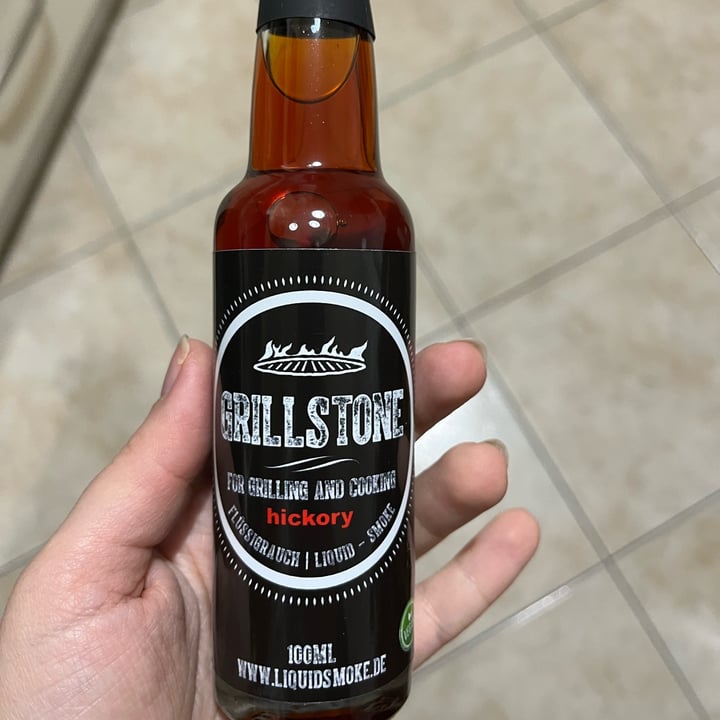 GRILLSTONE
FOR GRILLING AND COOKING
hickory
FLÜSSIGRAUCH | LIQUID - SMOKE
100ML
WWW.LIQUIDSMOKE.DE